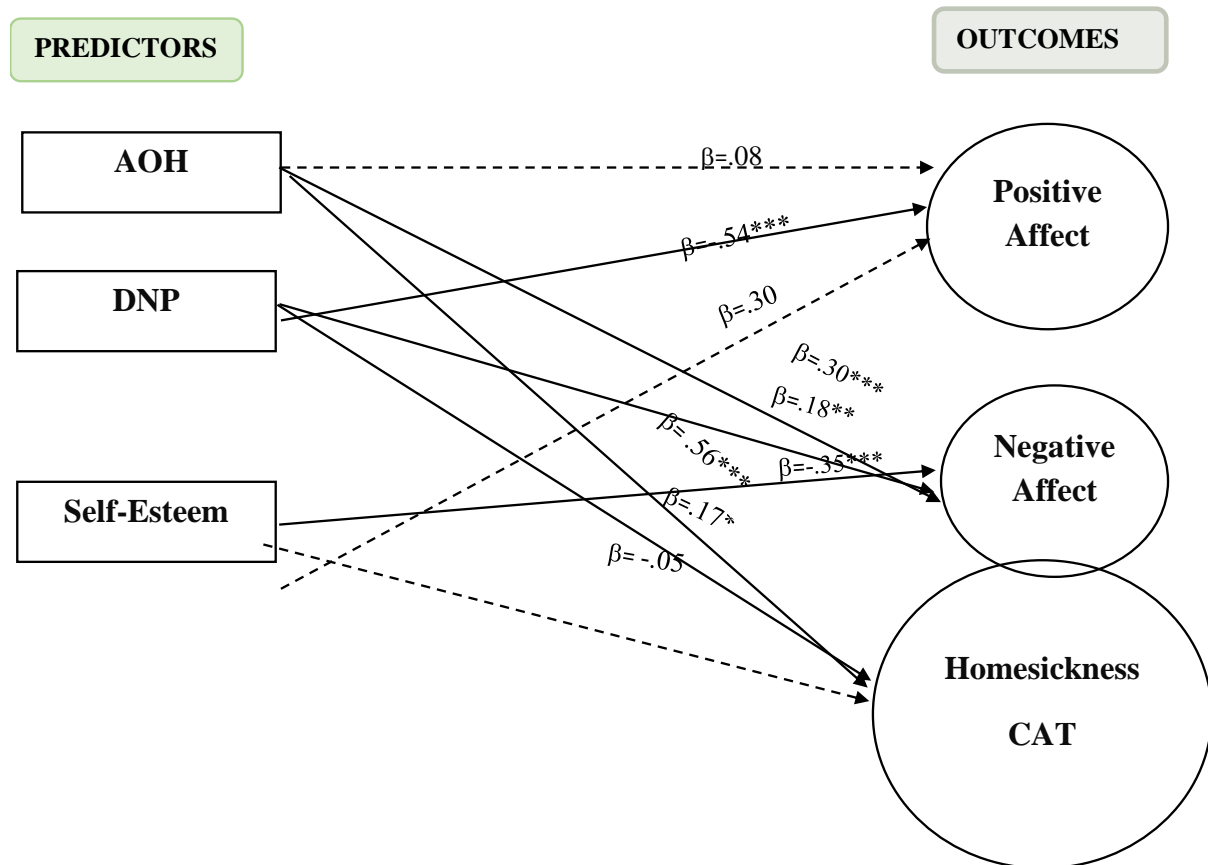 PREDICTORS
OUTCOMES
AOH
β=.08
Positive
Affect
β=-.54***
DNP
β=.30
β=.30***
β=.18**
β=.56***
β=-.35***
Negative
Affect
Self-Esteem
β=.17*
β= -.05
Homesickness
CAT